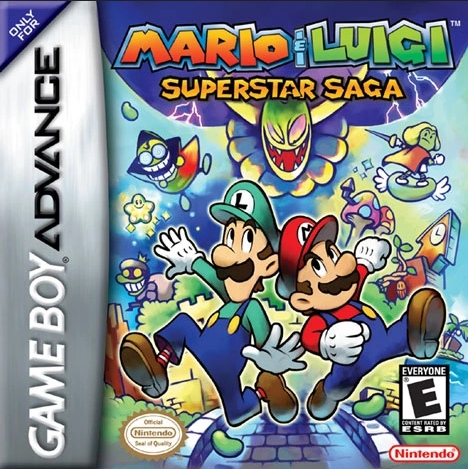 ONLY
FOR
GAME BOY ADVANCE
MARIO & LUIGI™
SUPERSTAR SAGA
L
M
Official
Nintendo
Seal of Quality
EVERYONE
E
CONTENT RATED BY
ESRB
Nintendo